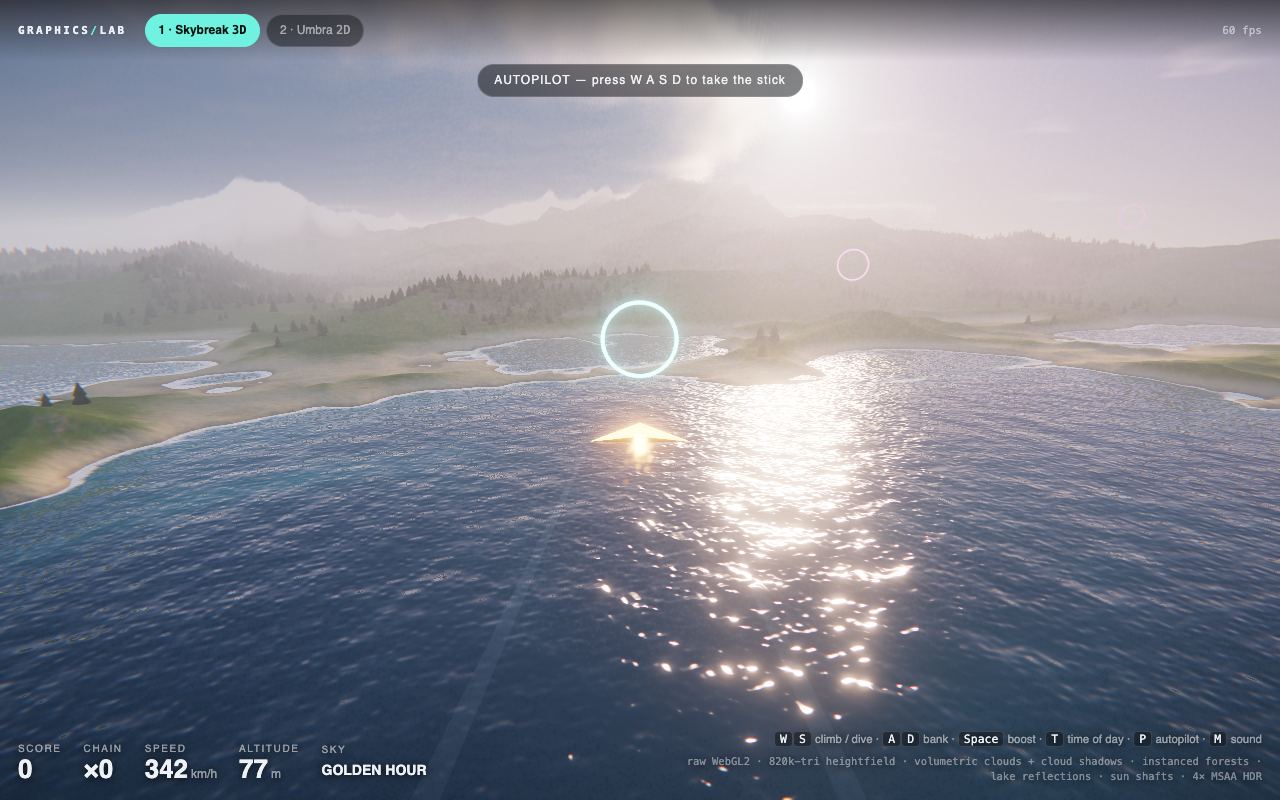 GRAPHICS/LAB
1 · Skybreak 3D
2 · Umbra 2D
60 fps
AUTOPILOT — press W A S D to take the stick
SCORE
0
CHAIN
×0
SPEED
342 km/h
ALTITUDE
77 m
SKY
GOLDEN HOUR
W S climb / dive · A D bank · Space boost · T time of day · P autopilot · M sound
raw WebGL2 · 820k-tri heightfield · volumetric clouds + cloud shadows · instanced forests ·
lake reflections · sun shafts · 4× MSAA HDR